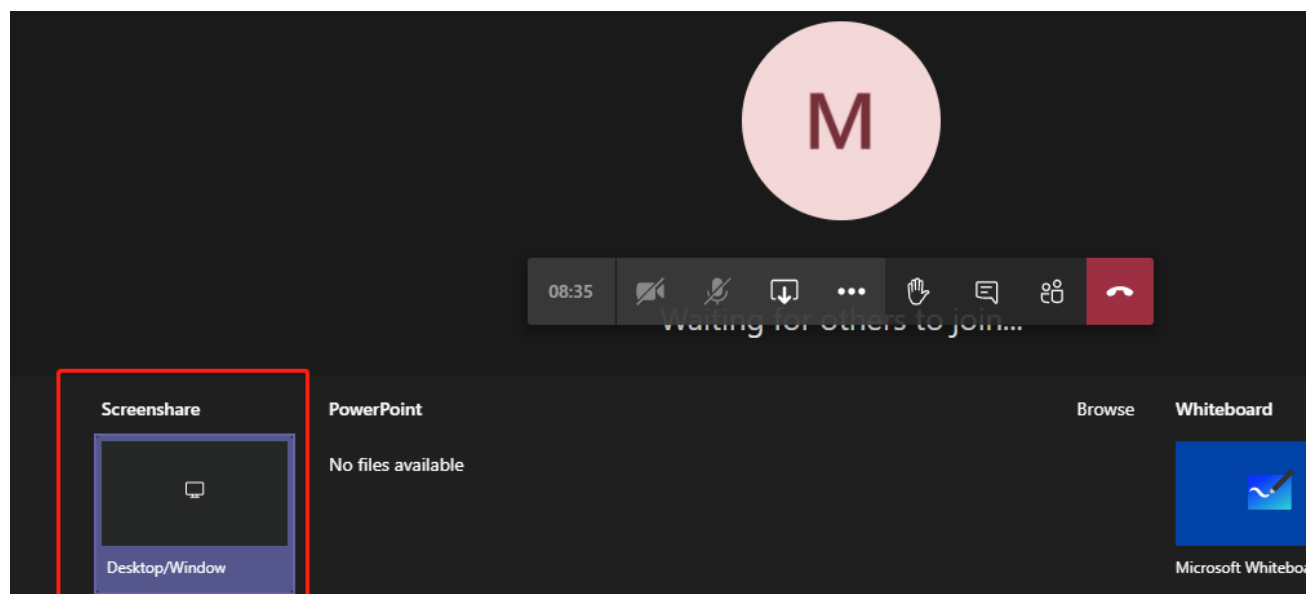 M
08:35
Waiting for others to join...
Screenshare
PowerPoint
Browse
Whiteboard
No files available
Desktop/Window
Microsoft Whiteboa